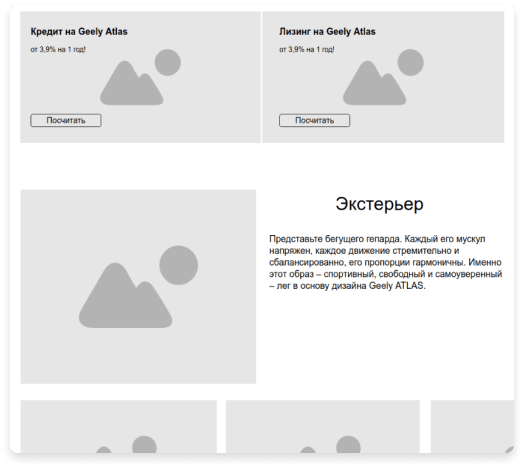 Кредит на Geely Atlas
от 3,9% на 1 год!
Посчитать
Лизинг на Geely Atlas
от 3,9% на 1 год!
Посчитать
Экстерьер
Представьте бегущего гепарда. Каждый его мускул
напряжен, каждое движение стремительно и
сбалансированно, его пропорции гармоничны. Именно
этот образ – спортивный, свободный и самоуверенный
– лег в основу дизайна Geely ATLAS.